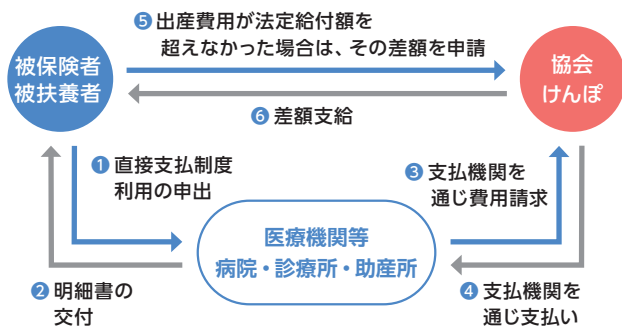 ❺ 出産費用が法定給付額を
超えなかった場合は、その差額を申請
被保険者
被扶養者
協会
けんぽ
❻ 差額支給
❶ 直接支払制度
利用の申出
❸ 支払機関を
通じ費用請求
医療機関等
病院・診療所・助産所
❷ 明細書の
交付
❹ 支払機関を
通じ支払い